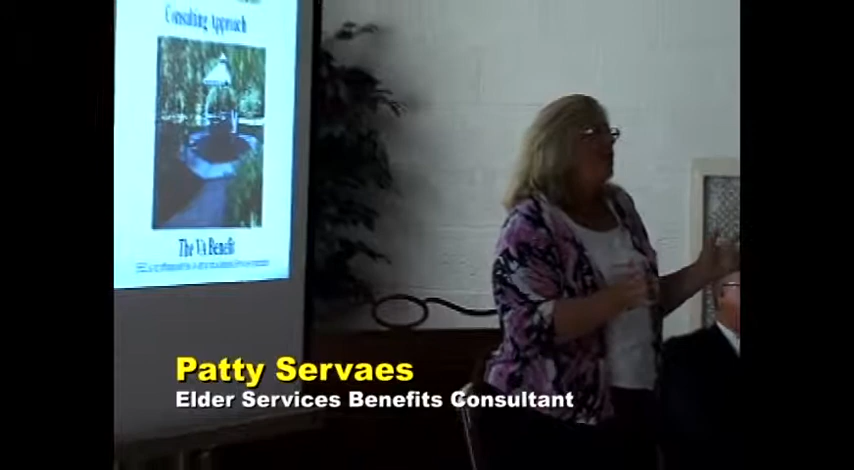 Consulting Approach
The VA Benefit
Patty Servaes
Elder Services Benefits Consultant